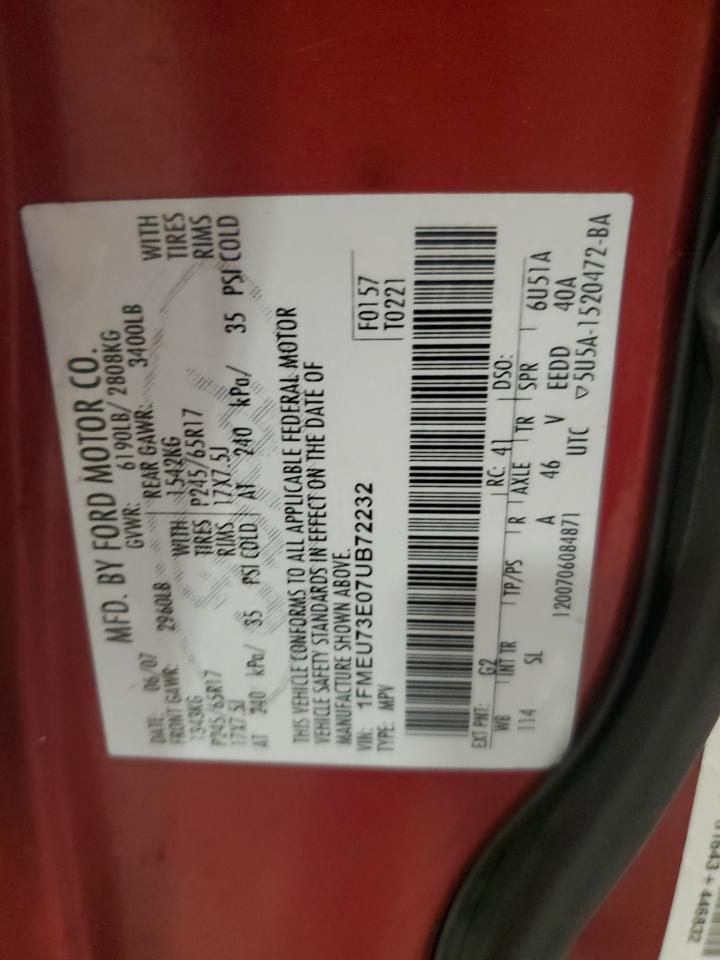 MFD. BY FORD MOTOR CO.
DATE: 06/07 GVWR: 6190LB/ 2808KG
FRONT GAWR: 2960LB REAR GAWR: 3400LB
1343KG WITH 1542KG WITH
P245/65R17 TIRES P245/65R17 TIRES
17X7.5J RIMS 17X7.5J RIMS
AT 240 kPa/ 35 PSI COLD AT 240 kPa/ 35 PSI COLD
THIS VEHICLE CONFORMS TO ALL APPLICABLE FEDERAL MOTOR
VEHICLE SAFETY STANDARDS IN EFFECT ON THE DATE OF
MANUFACTURE SHOWN ABOVE.
VIN: 1FMEU73E07UB72232 F0157
TYPE: MPV T0221
EXT PNT: G2 RC: 41 DSO:
WB INT TR TP/PS R AXLE TR SPR 6U51A
114 SL A 46 V EEDD 40A
1200706084871 UTC ▽5U5A-1520472-BA
+ 446832